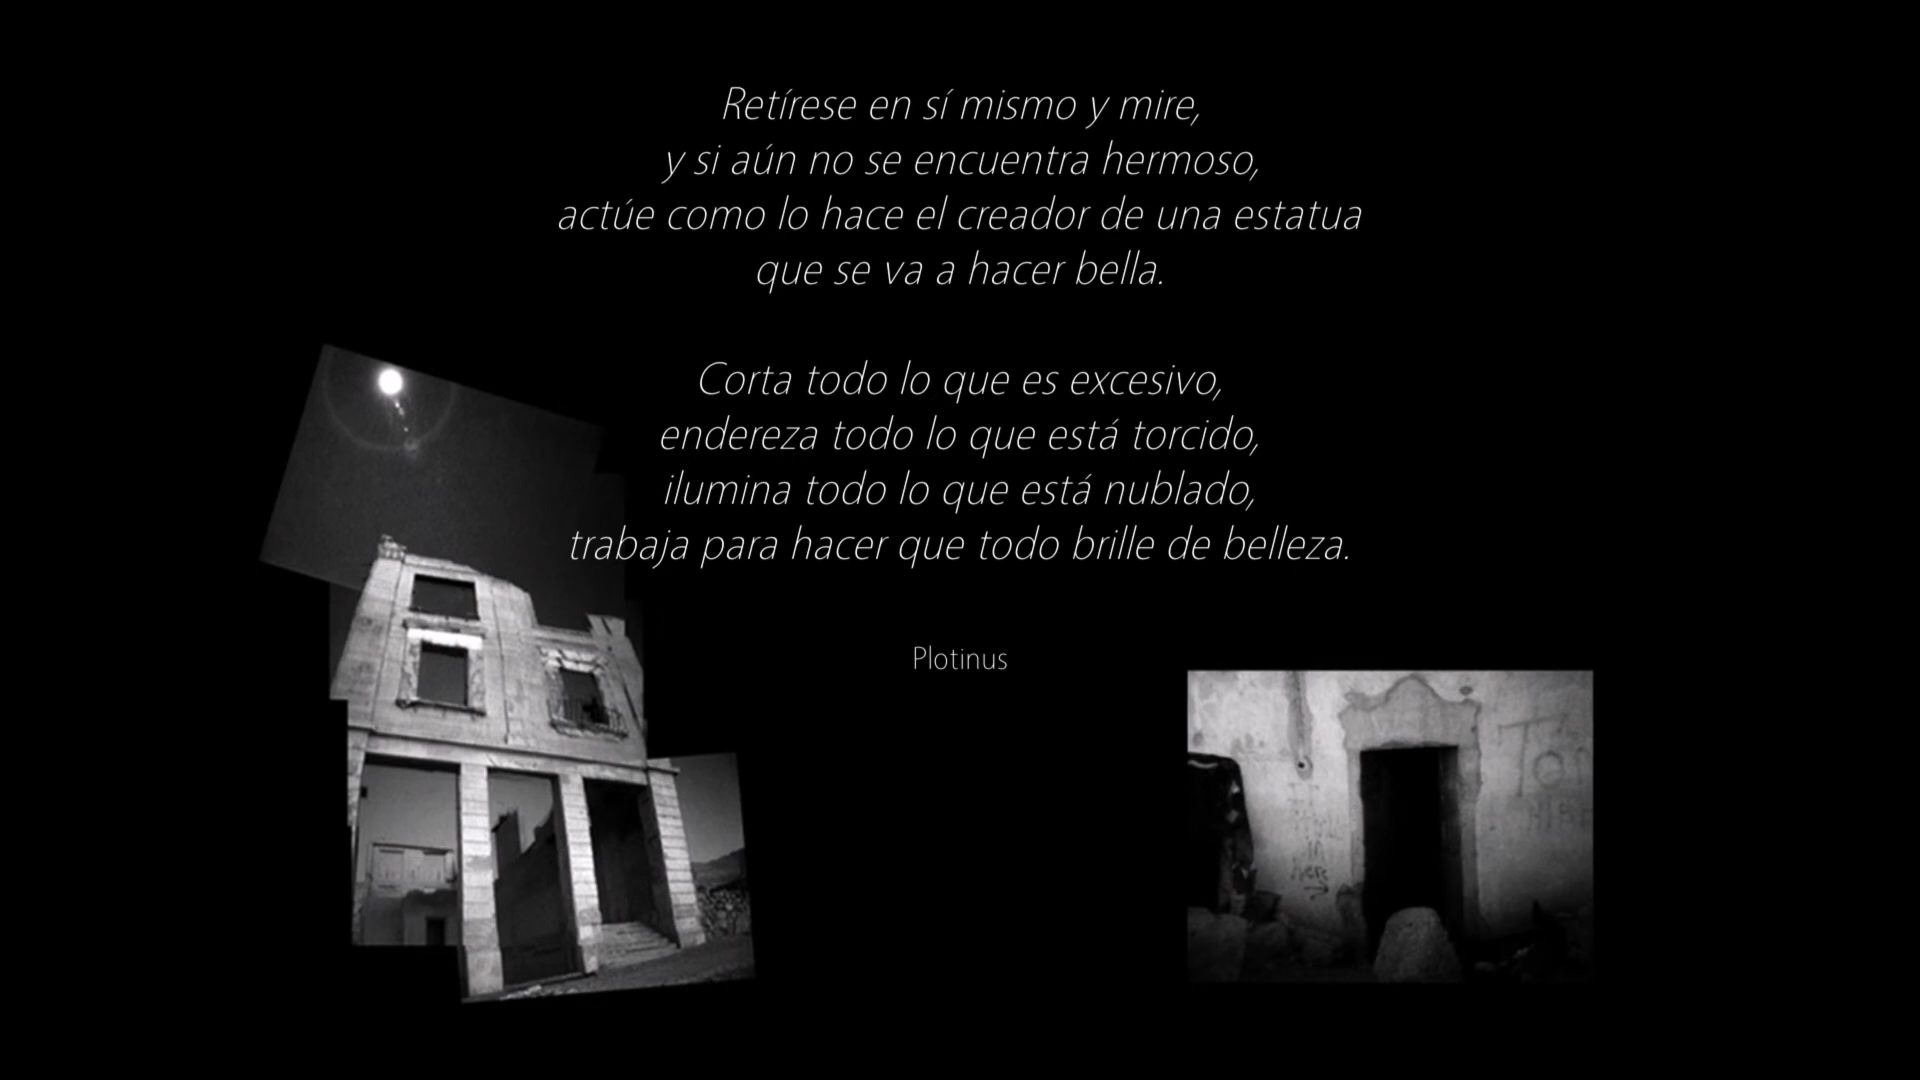 Retírese en sí mismo y mire,
y si aún no se encuentra hermoso,
actúe como lo hace el creador de una estatua
que se va a hacer bella.
Corta todo lo que es excesivo,
endereza todo lo que está torcido,
ilumina todo lo que está nublado,
trabaja para hacer que todo brille de belleza.
Plotinus